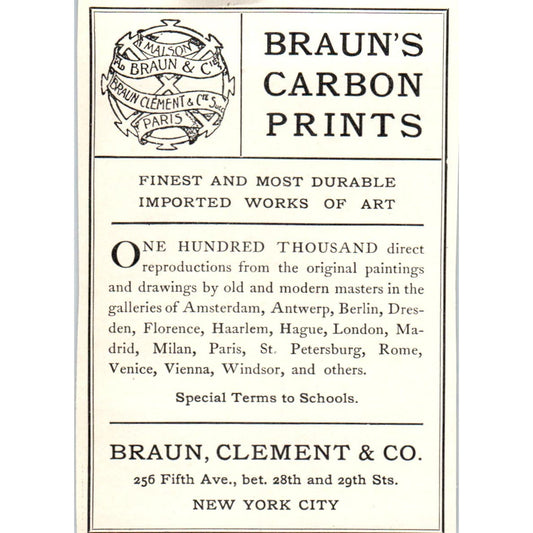 MAISON
AD BRAUN & Cie
BRAUN CLÉMENT & Cie Succrs
PARIS
BRAUN'S
CARBON
PRINTS
FINEST AND MOST DURABLE
IMPORTED WORKS OF ART
ONE HUNDRED THOUSAND direct
reproductions from the original paintings
and drawings by old and modern masters in the
galleries of Amsterdam, Antwerp, Berlin, Dres-
den, Florence, Haarlem, Hague, London, Ma-
drid, Milan, Paris, St. Petersburg, Rome,
Venice, Vienna, Windsor, and others.
Special Terms to Schools.
BRAUN, CLEMENT & CO.
256 Fifth Ave., bet. 28th and 29th Sts.
NEW YORK CITY